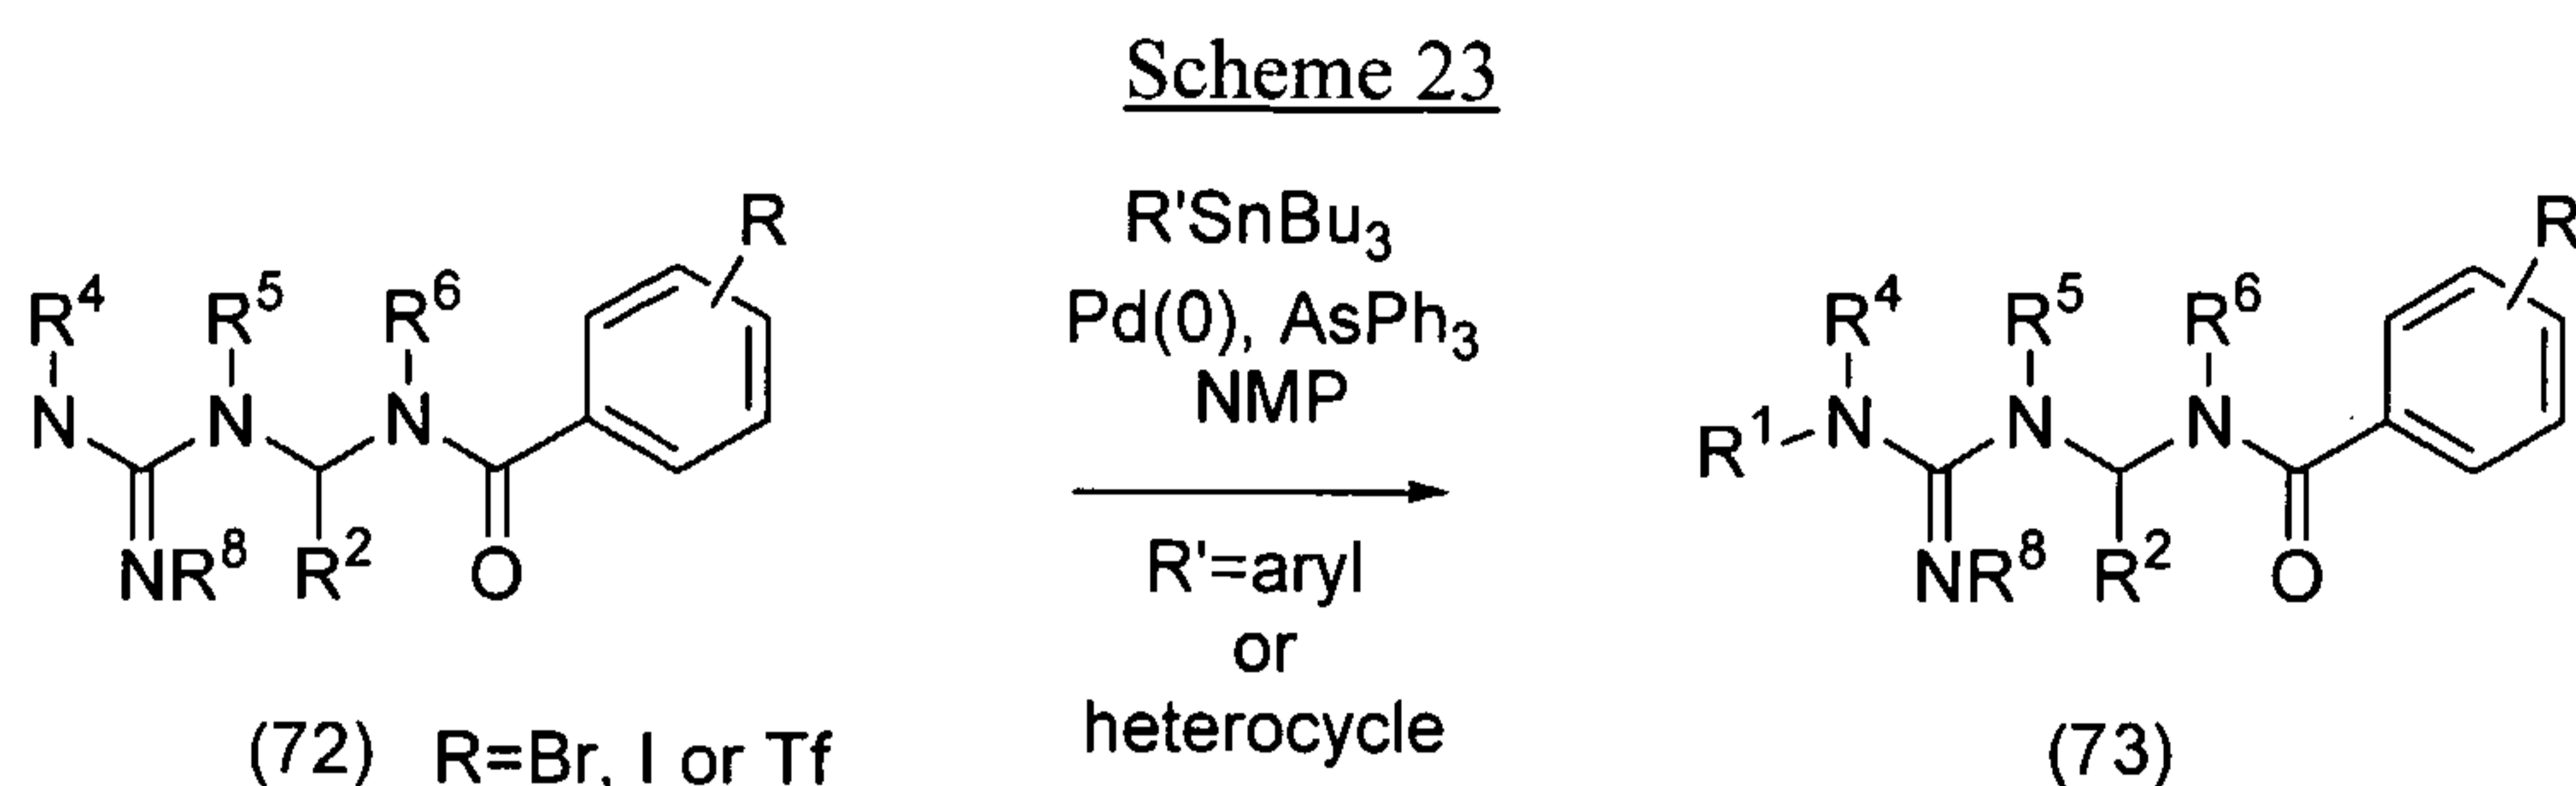 Scheme 23
R
R⁴ R⁵ R⁶
N N N
NR⁸ R² O
(72) R=Br, I or Tf
R'SnBu₃
Pd(0), AsPh₃
NMP
R'=aryl
or
heterocycle
R
R⁴ R⁵ R⁶
R¹ N N N
NR⁸ R² O
(73)